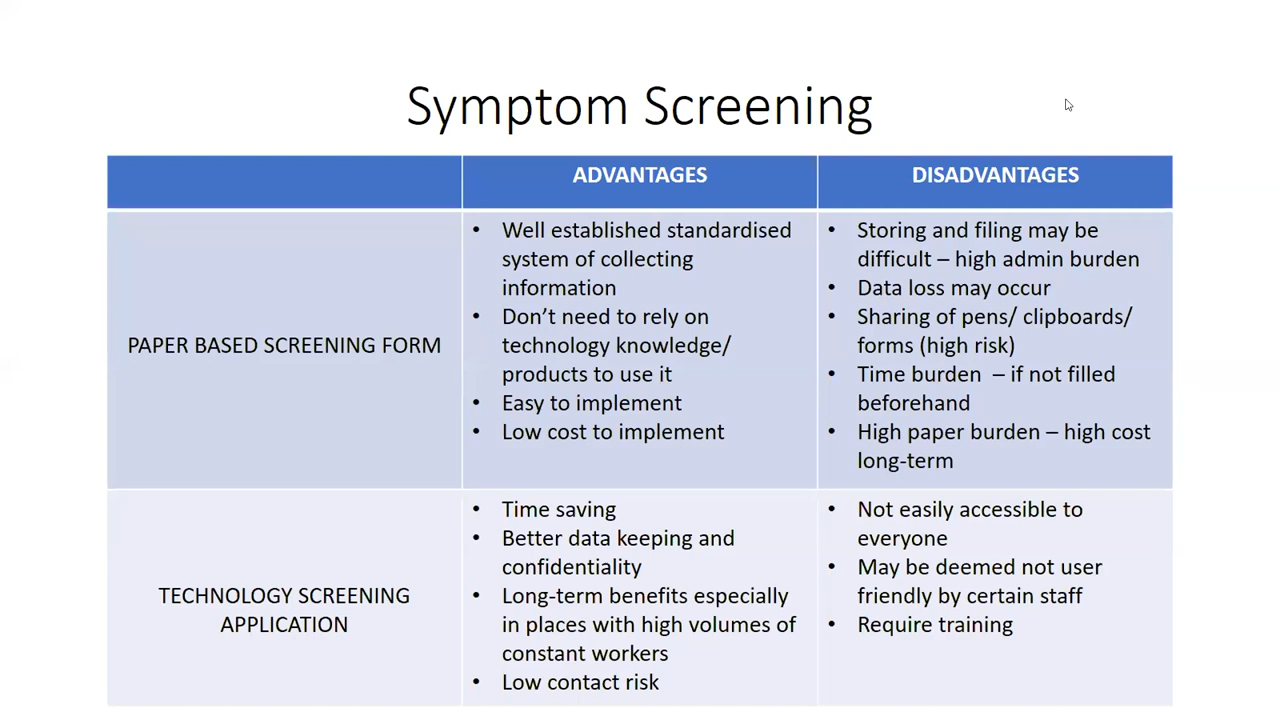 Symptom Screening
ADVANTAGES
DISADVANTAGES
PAPER BASED SCREENING FORM
• Well established standardised
system of collecting
information
• Don’t need to rely on
technology knowledge/
products to use it
• Easy to implement
• Low cost to implement
• Storing and filing may be
difficult – high admin burden
• Data loss may occur
• Sharing of pens/ clipboards/
forms (high risk)
• Time burden – if not filled
beforehand
• High paper burden – high cost
long-term
TECHNOLOGY SCREENING
APPLICATION
• Time saving
• Better data keeping and
confidentiality
• Long-term benefits especially
in places with high volumes of
constant workers
• Low contact risk
• Not easily accessible to
everyone
• May be deemed not user
friendly by certain staff
• Require training